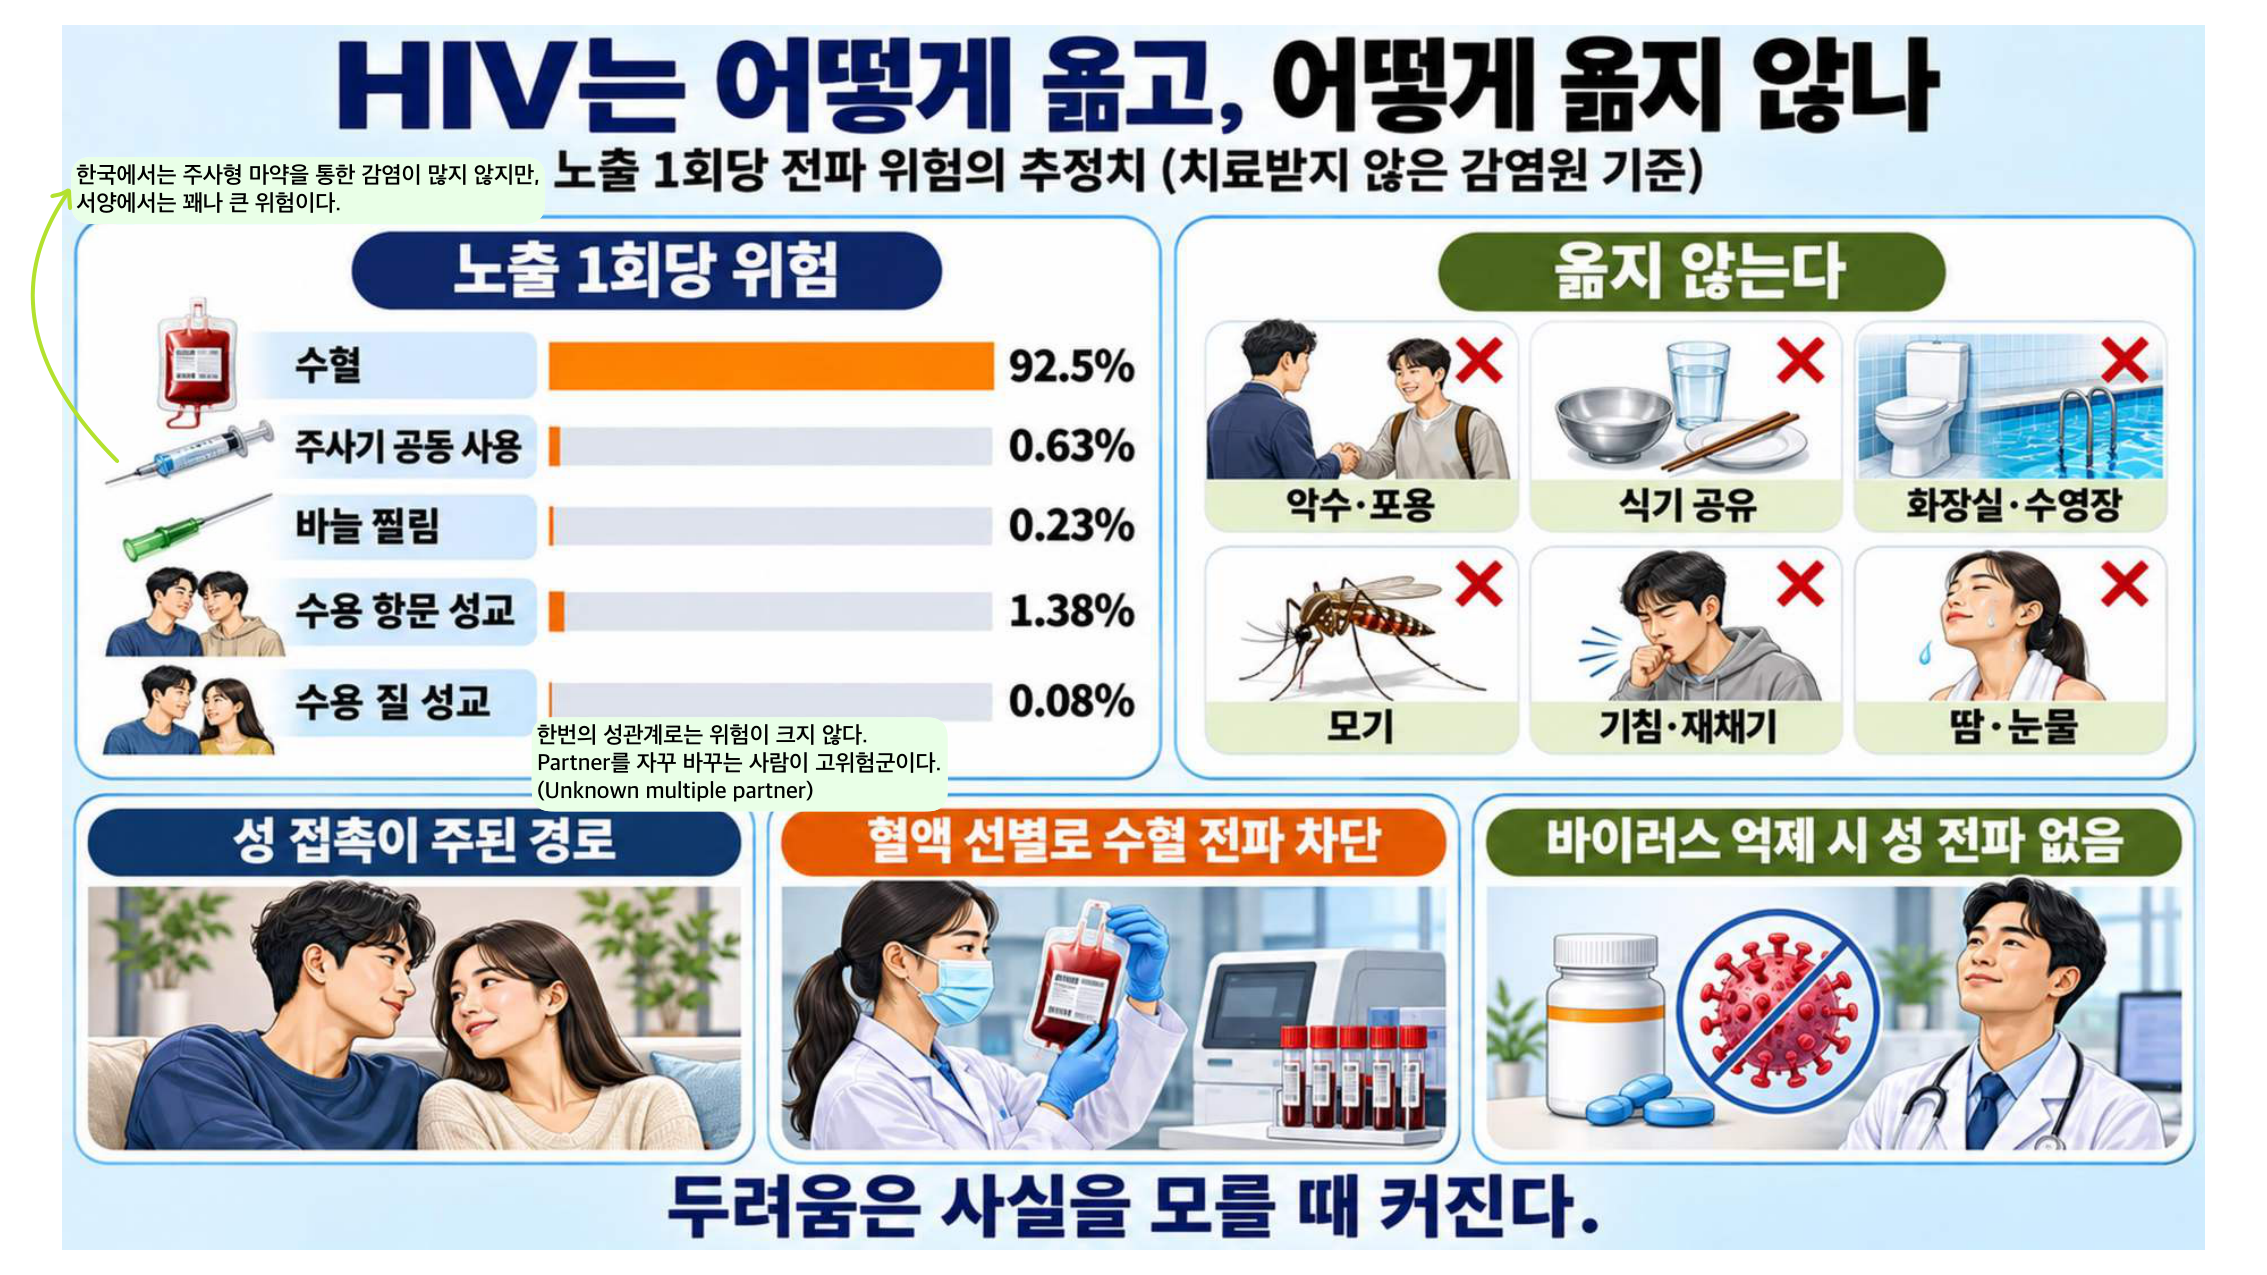 HIV는 어떻게 옮고, 어떻게 옮지 않나
노출 1회당 전파 위험의 추정치 (치료받지 않은 감염원 기준)
한국에서는 주사형 마약을 통한 감염이 많지 않지만,
서양에서는 꽤나 큰 위험이다.
노출 1회당 위험
수혈 92.5%
주사기 공동 사용 0.63%
바늘 찔림 0.23%
수용 항문 성교 1.38%
수용 질 성교 0.08%
한번의 성관계로는 위험이 크지 않다.
Partner를 자꾸 바꾸는 사람이 고위험군이다.
(Unknown multiple partner)
옮지 않는다
악수·포용
식기 공유
화장실·수영장
모기
기침·재채기
땀·눈물
성 접촉이 주된 경로
혈액 선별로 수혈 전파 차단
바이러스 억제 시 성 전파 없음
두려움은 사실을 모를 때 커진다.